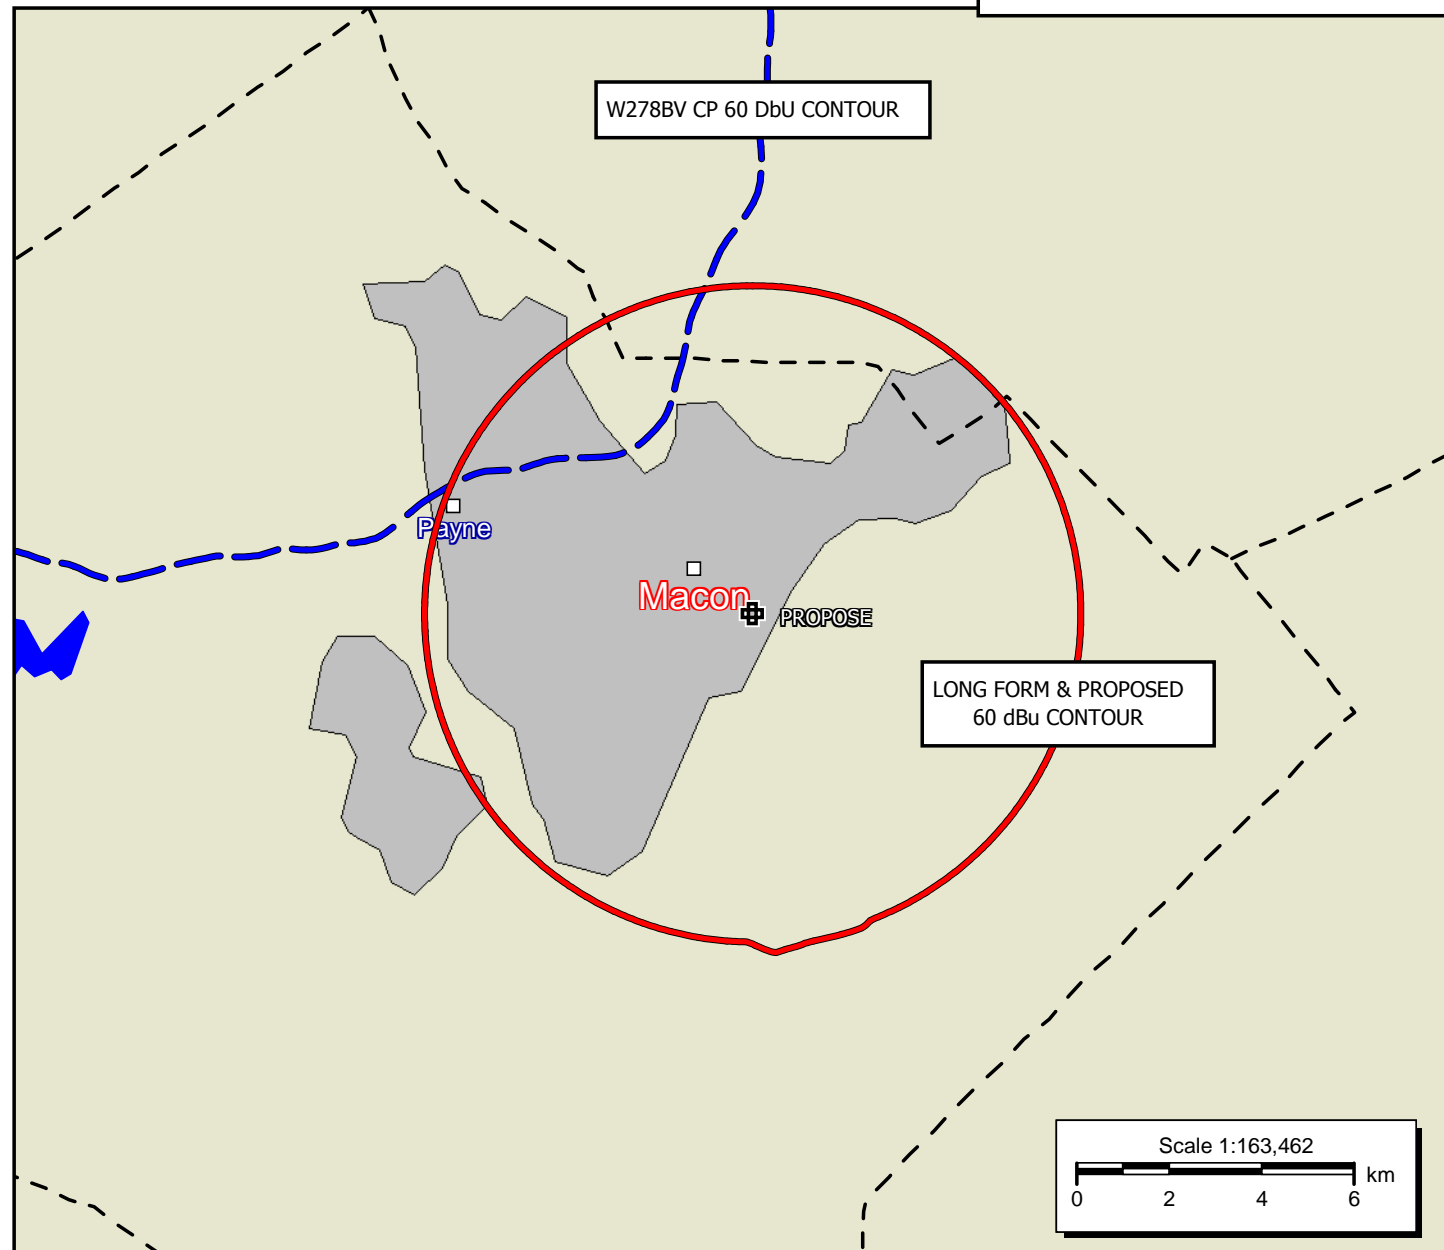 W278BV CP 60 DbU CONTOUR
Payne
Macon
PROPOSE
LONG FORM & PROPOSED
60 dBu CONTOUR
Scale 1:163,462
km
0 2 4 6